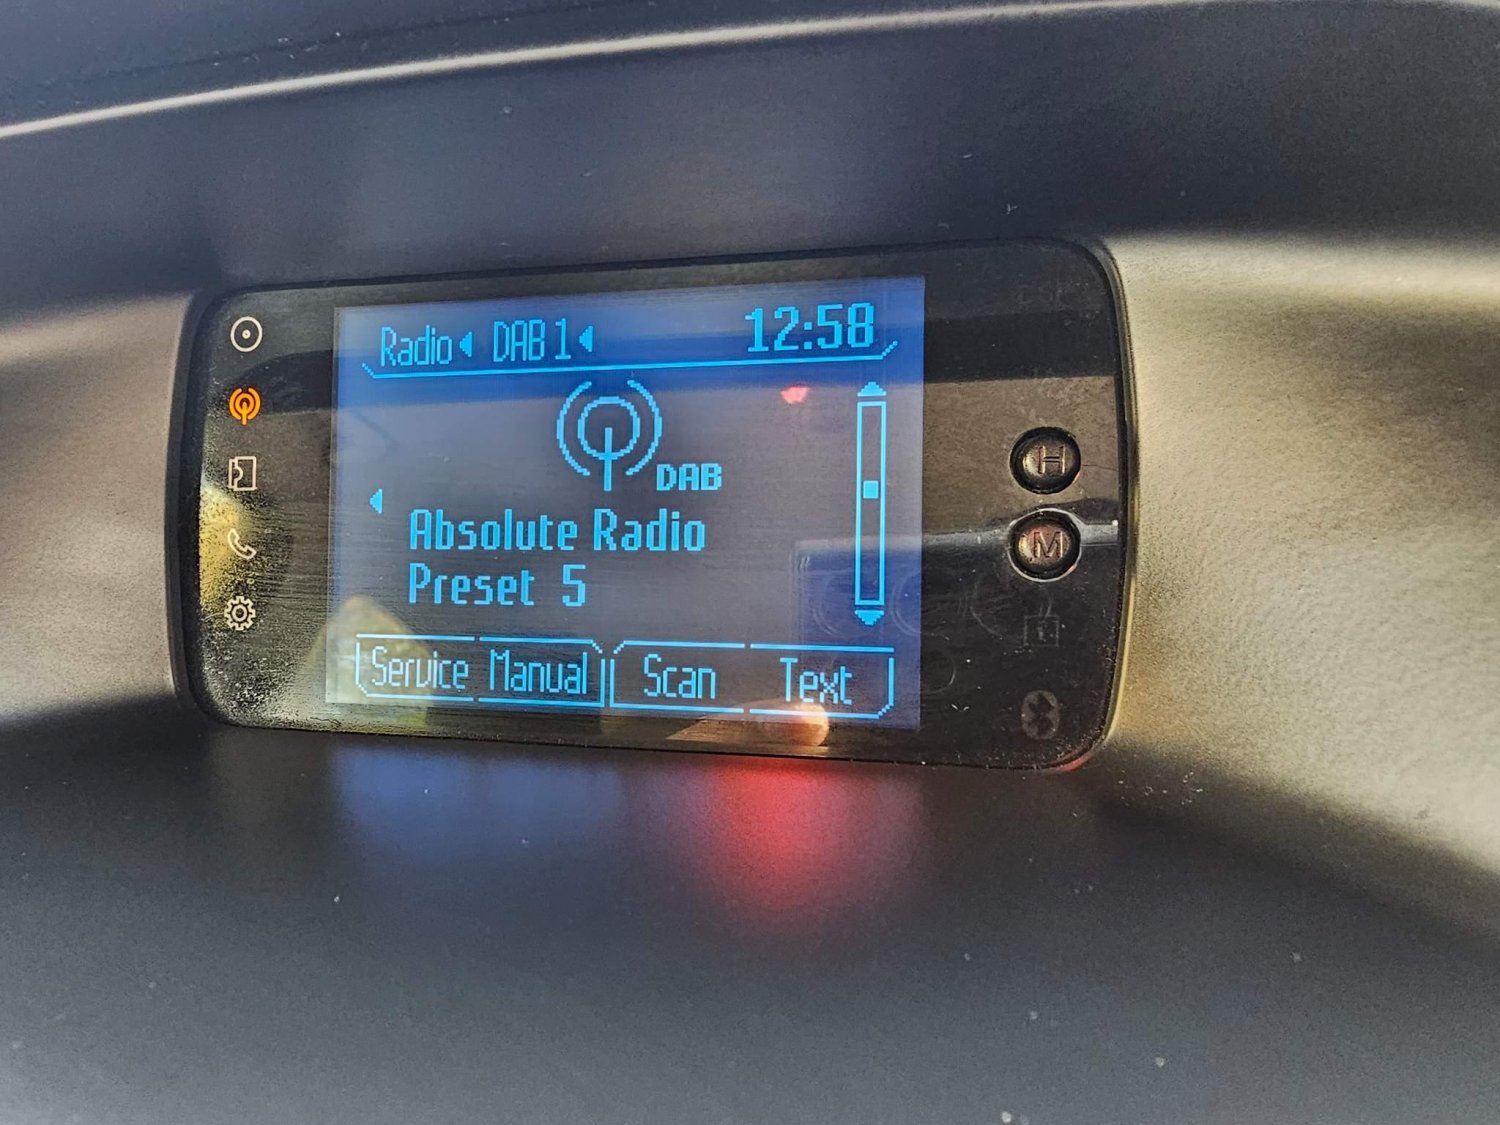 Radio DAB 1 12:58
DAB
Absolute Radio
Preset 5
Service Manual Scan Text
H
M